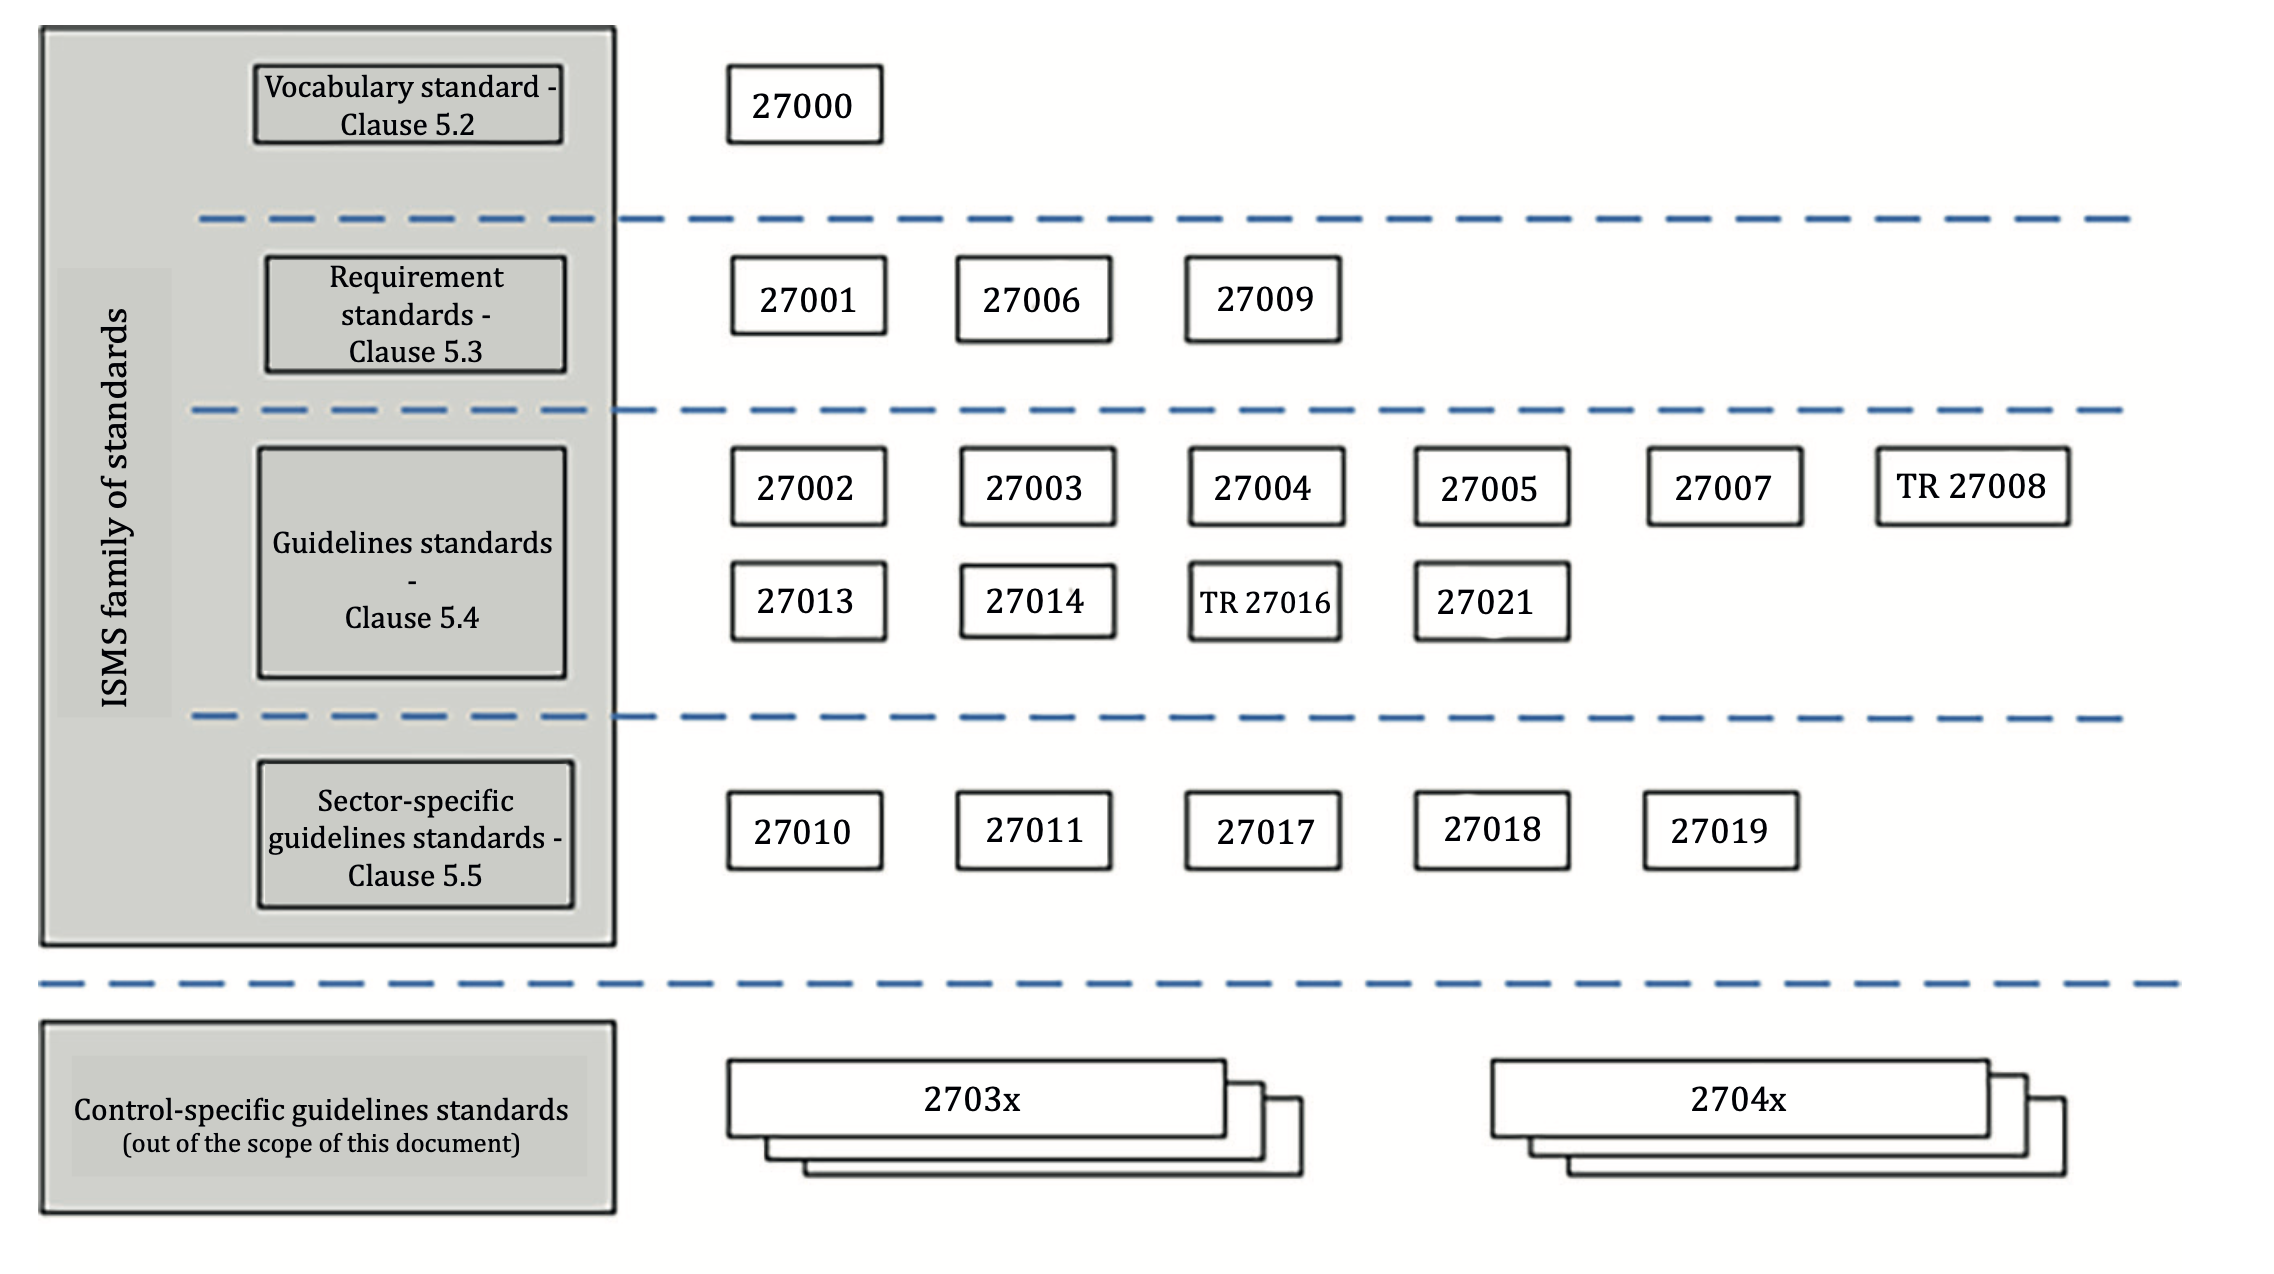 ISMS family of standards
Vocabulary standard -
Clause 5.2
27000
Requirement
standards -
Clause 5.3
27001
27006
27009
Guidelines standards
-
Clause 5.4
27002
27003
27004
27005
27007
TR 27008
27013
27014
TR 27016
27021
Sector-specific
guidelines standards -
Clause 5.5
27010
27011
27017
27018
27019
Control-specific guidelines standards
(out of the scope of this document)
2703x
2704x